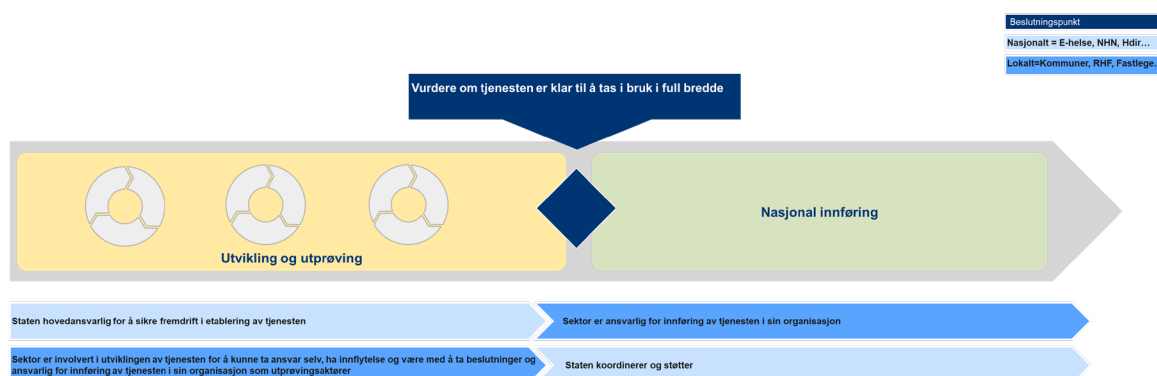 Beslutningspunkt
Nasjonalt = E-helse, NHN, Hdir…
Lokalt=Kommuner, RHF, Fastlege…
Vurdere om tjenesten er klar til å tas i bruk i full bredde
Utvikling og utprøving
Nasjonal innføring
Staten hovedansvarlig for å sikre fremdrift i etablering av tjenesten
Sektor er ansvarlig for innføring av tjenesten i sin organisasjon
Sektor er involvert i utviklingen av tjenesten for å kunne ta ansvar selv, ha innflytelse og være med å ta beslutninger og
ansvarlig for innføring av tjenesten i sin organisasjon som utprøvingsaktører
Staten koordinerer og støtter